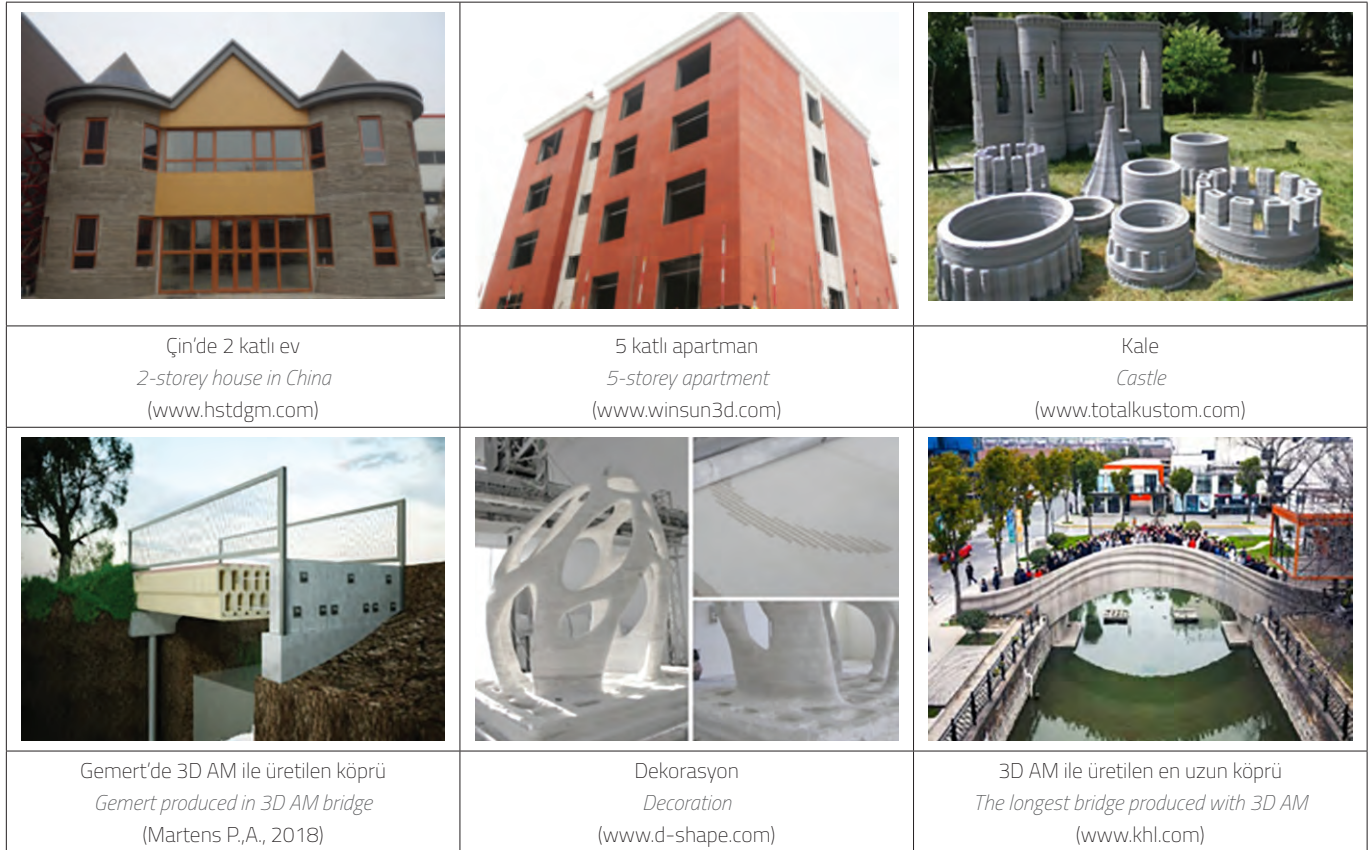 Çin’de 2 katlı ev
2-storey house in China
(www.hstdgm.com)
5 katlı apartman
5-storey apartment
(www.winsun3d.com)
Kale
Castle
(www.totalkustom.com)
Gemert’de 3D AM ile üretilen köprü
Gemert produced in 3D AM bridge
(Martens P.,A., 2018)
Dekorasyon
Decoration
(www.d-shape.com)
3D AM ile üretilen en uzun köprü
The longest bridge produced with 3D AM
(www.khl.com)